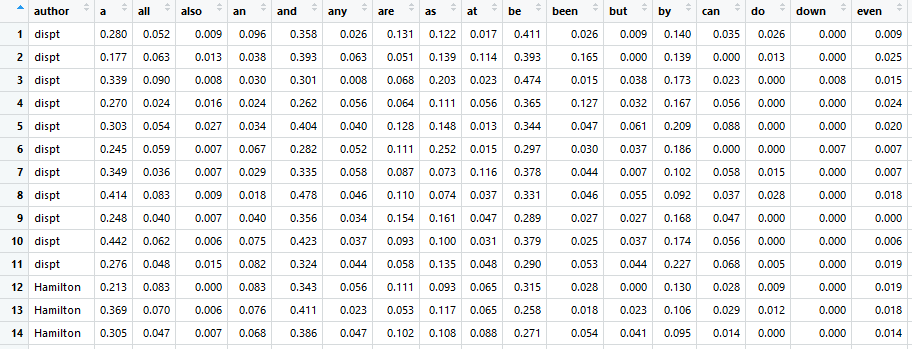 author a all also an and any are as at be been but by can do down even
1 dispt 0.280 0.052 0.009 0.096 0.358 0.026 0.131 0.122 0.017 0.411 0.026 0.009 0.140 0.035 0.026 0.000 0.009
2 dispt 0.177 0.063 0.013 0.038 0.393 0.063 0.051 0.139 0.114 0.393 0.165 0.000 0.139 0.000 0.013 0.000 0.025
3 dispt 0.339 0.090 0.008 0.030 0.301 0.008 0.068 0.203 0.023 0.474 0.015 0.038 0.173 0.023 0.000 0.008 0.015
4 dispt 0.270 0.024 0.016 0.024 0.262 0.056 0.064 0.111 0.056 0.365 0.127 0.032 0.167 0.056 0.000 0.000 0.024
5 dispt 0.303 0.054 0.027 0.034 0.404 0.040 0.128 0.148 0.013 0.344 0.047 0.061 0.209 0.088 0.000 0.000 0.020
6 dispt 0.245 0.059 0.007 0.067 0.282 0.052 0.111 0.252 0.015 0.297 0.030 0.037 0.186 0.000 0.000 0.007 0.007
7 dispt 0.349 0.036 0.007 0.029 0.335 0.058 0.087 0.073 0.116 0.378 0.044 0.007 0.102 0.058 0.015 0.000 0.007
8 dispt 0.414 0.083 0.009 0.018 0.478 0.046 0.110 0.074 0.037 0.331 0.046 0.055 0.092 0.037 0.028 0.000 0.018
9 dispt 0.248 0.040 0.007 0.040 0.356 0.034 0.154 0.161 0.047 0.289 0.027 0.027 0.168 0.047 0.000 0.000 0.000
10 dispt 0.442 0.062 0.006 0.075 0.423 0.037 0.093 0.100 0.031 0.379 0.025 0.037 0.174 0.056 0.000 0.000 0.006
11 dispt 0.276 0.048 0.015 0.082 0.324 0.044 0.058 0.135 0.048 0.290 0.053 0.044 0.227 0.068 0.005 0.000 0.019
12 Hamilton 0.213 0.083 0.000 0.083 0.343 0.056 0.111 0.093 0.065 0.315 0.028 0.000 0.130 0.028 0.009 0.000 0.019
13 Hamilton 0.369 0.070 0.006 0.076 0.411 0.023 0.053 0.117 0.065 0.258 0.018 0.023 0.106 0.029 0.012 0.000 0.018
14 Hamilton 0.305 0.047 0.007 0.068 0.386 0.047 0.102 0.108 0.088 0.271 0.054 0.041 0.095 0.014 0.000 0.000 0.014